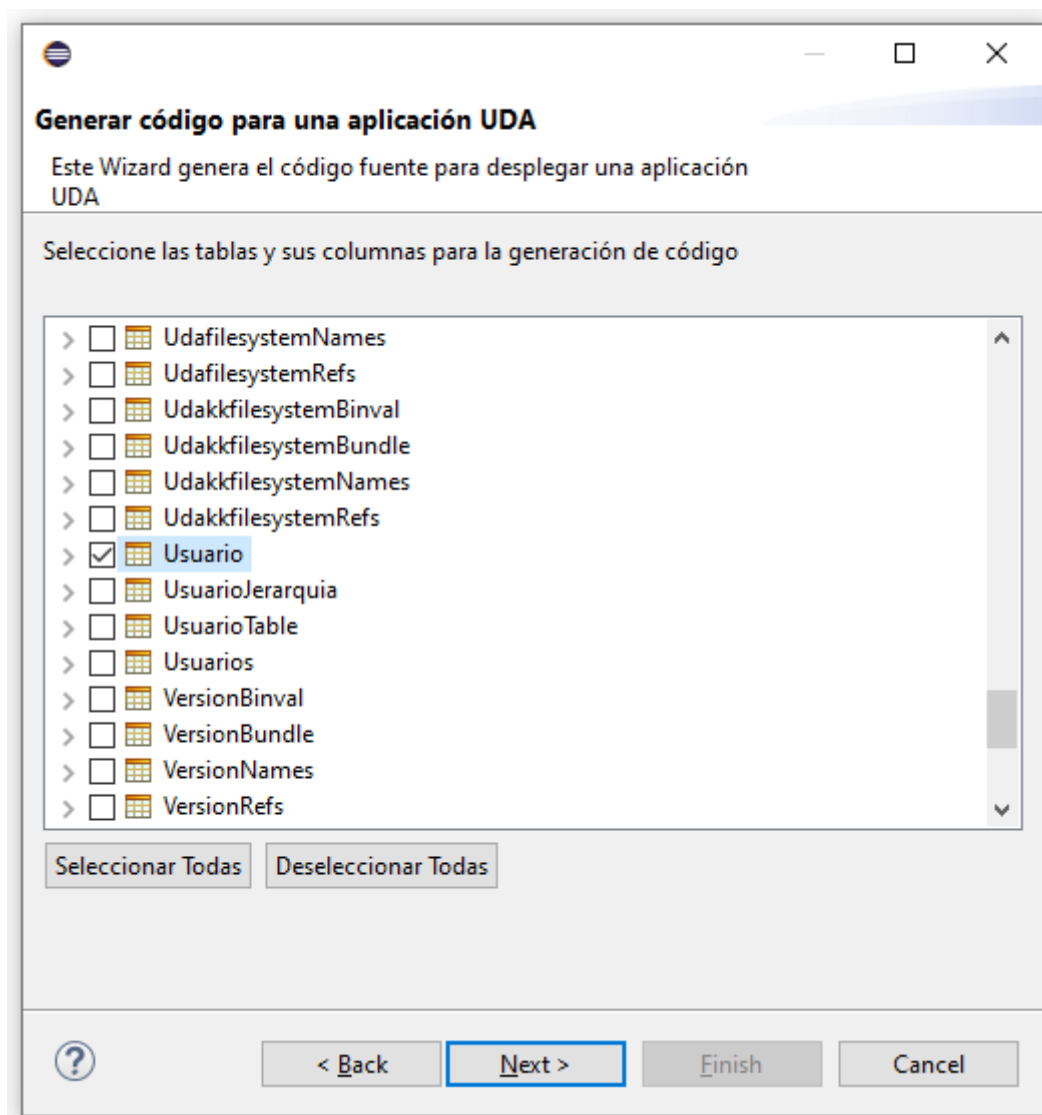 Generar código para una aplicación UDA
Este Wizard genera el código fuente para desplegar una aplicación
UDA
Seleccione las tablas y sus columnas para la generación de código
UdafilesystemNames
UdafilesystemRefs
UdakkfilesystemBinval
UdakkfilesystemBundle
UdakkfilesystemNames
UdakkfilesystemRefs
Usuario
UsuarioJerarquia
UsuarioTable
Usuarios
VersionBinval
VersionBundle
VersionNames
VersionRefs
Seleccionar Todas Deseleccionar Todas
? < Back Next > Finish Cancel